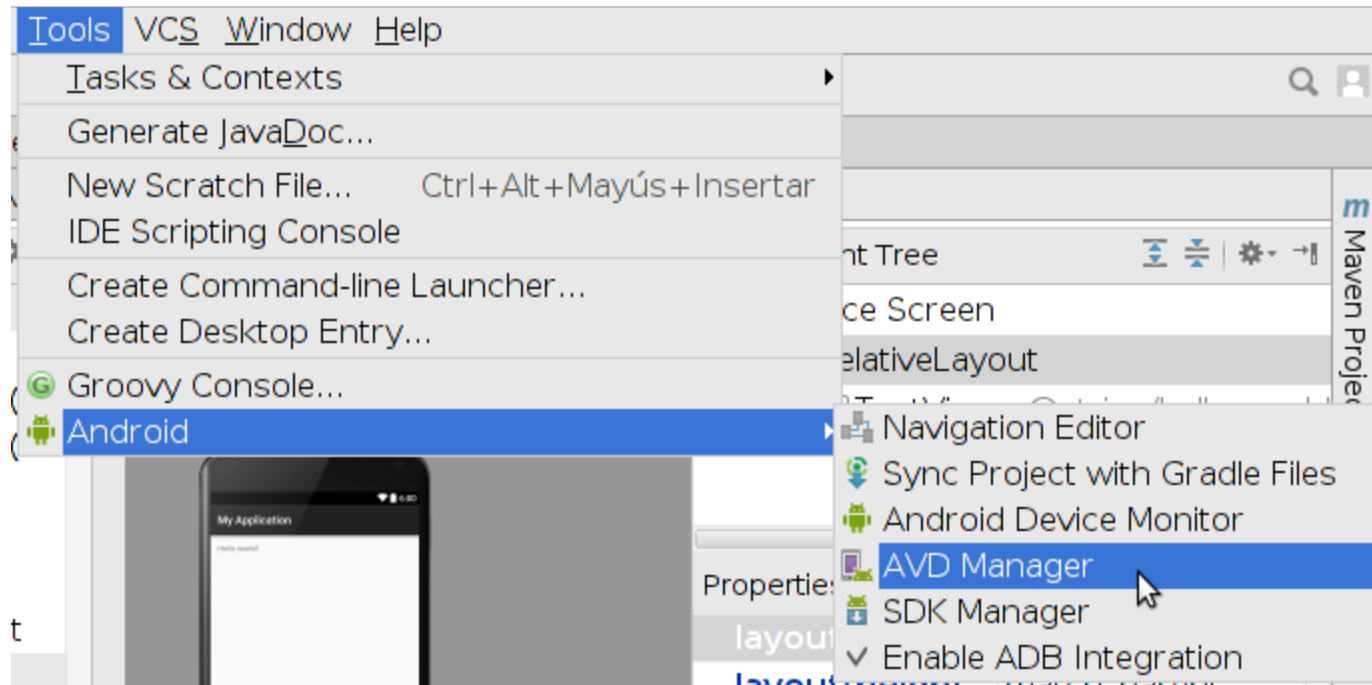 Tools VCS Window Help
Tasks & Contexts
Generate JavaDoc...
New Scratch File... Ctrl+Alt+Mayús+Insertar
IDE Scripting Console
Create Command-line Launcher...
Create Desktop Entry...
Groovy Console...
Android
nt Tree
ce Screen
elativeLayout
m Maven Projec
Navigation Editor
Sync Project with Gradle Files
Android Device Monitor
AVD Manager
SDK Manager
Enable ADB Integration
6:00
My Application
Hello world!
Properties
layout
t